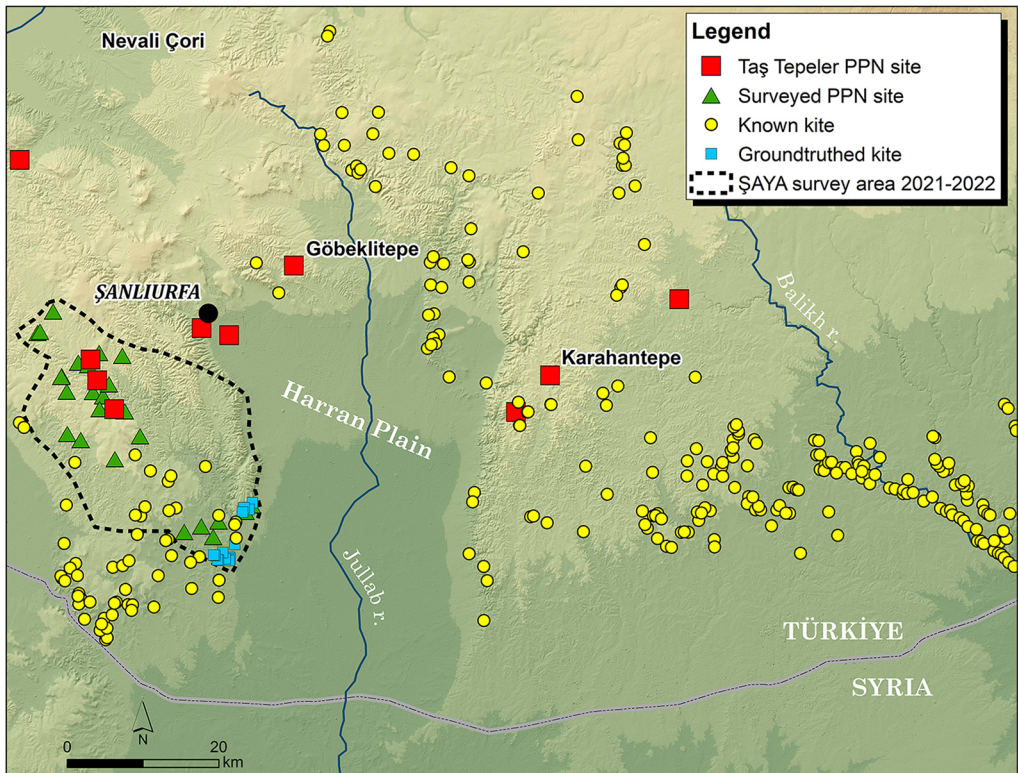 Nevali Çori
Legend
Taş Tepeler PPN site
Surveyed PPN site
Known kite
Groundtruthed kite
ŞAYA survey area 2021-2022
Göbeklitepe
ŞANLIURFA
Balikh r.
Karahantepe
Harran Plain
Jullab r.
TÜRKİYE
SYRIA
N
0 20
km